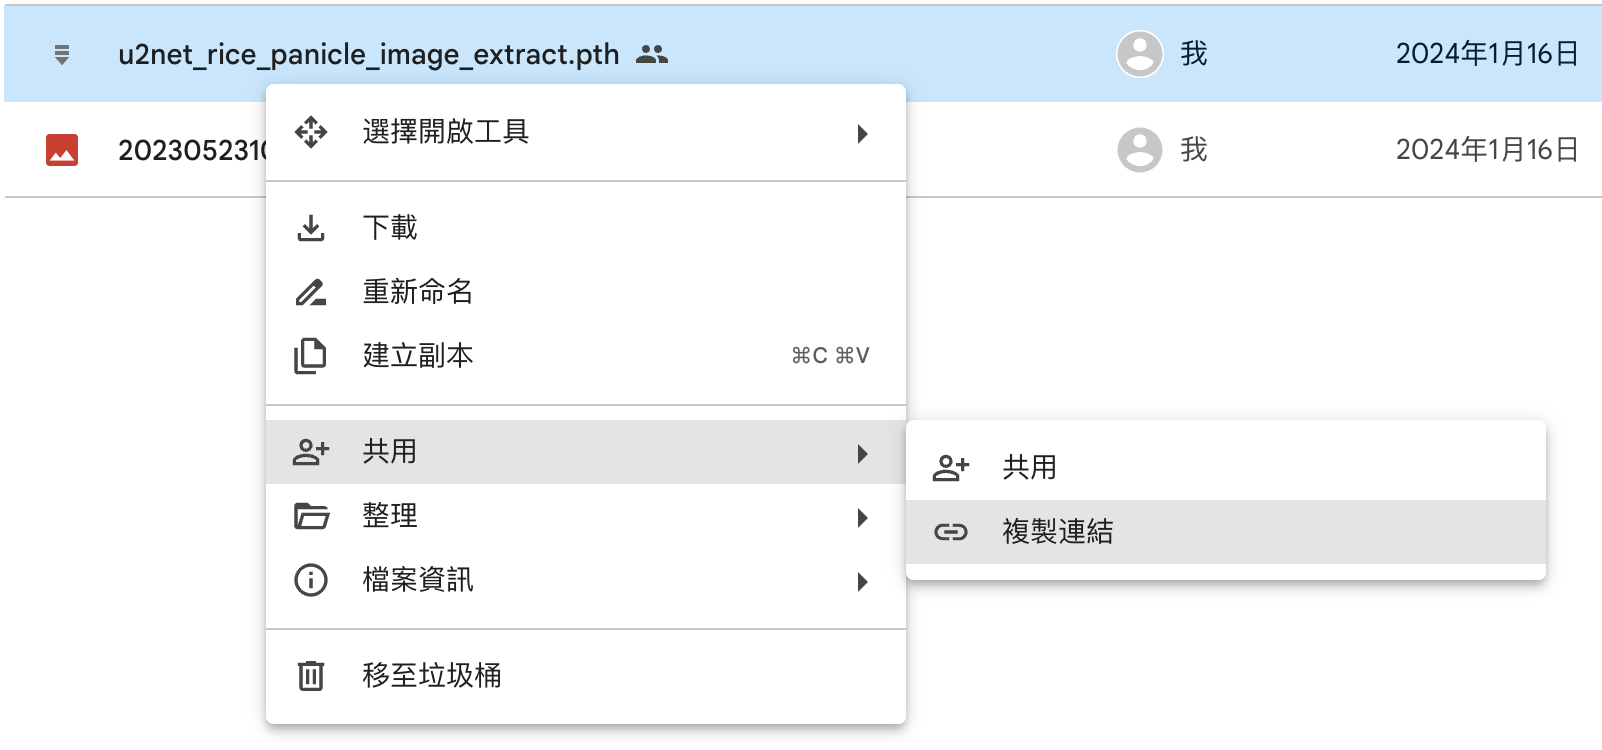 u2net_rice_panicle_image_extract.pth 我 2024年1月16日
2023052310 我 2024年1月16日
選擇開啟工具
下載
重新命名
建立副本 ⌘C ⌘V
共用
整理
檔案資訊
移至垃圾桶
共用
複製連結